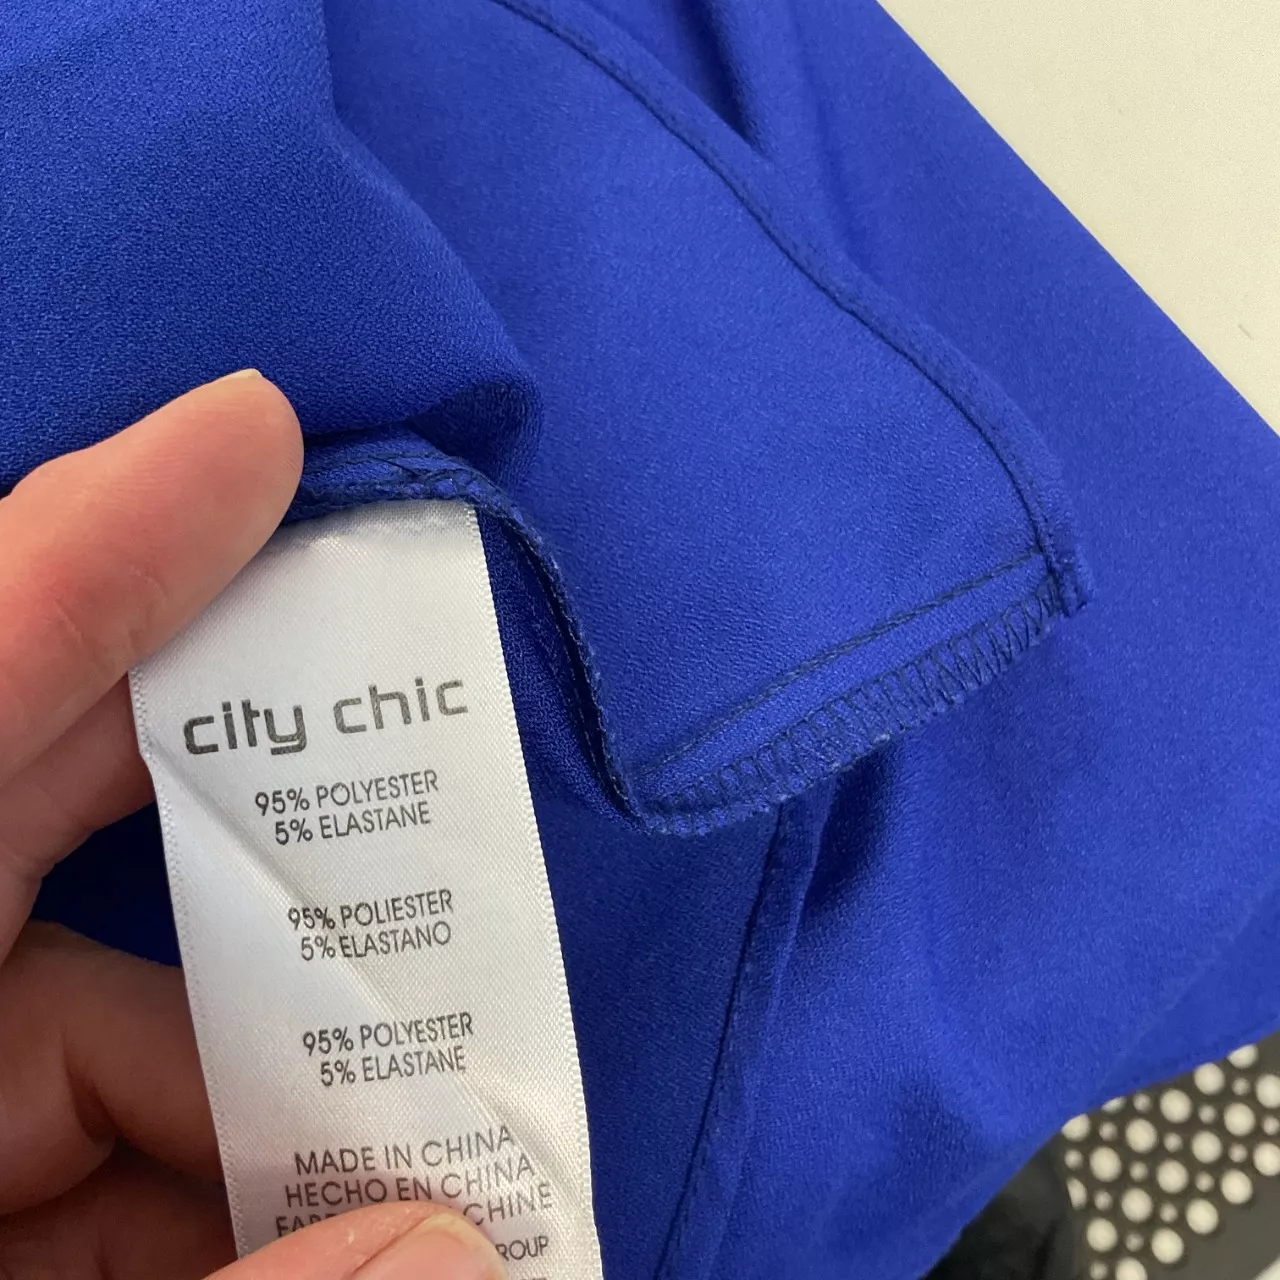 city chic
95% POLYESTER
5% ELASTANE
95% POLIESTER
5% ELASTANO
95% POLYESTER
5% ELASTANE
MADE IN CHINA
HECHO EN CHINA
CHINE